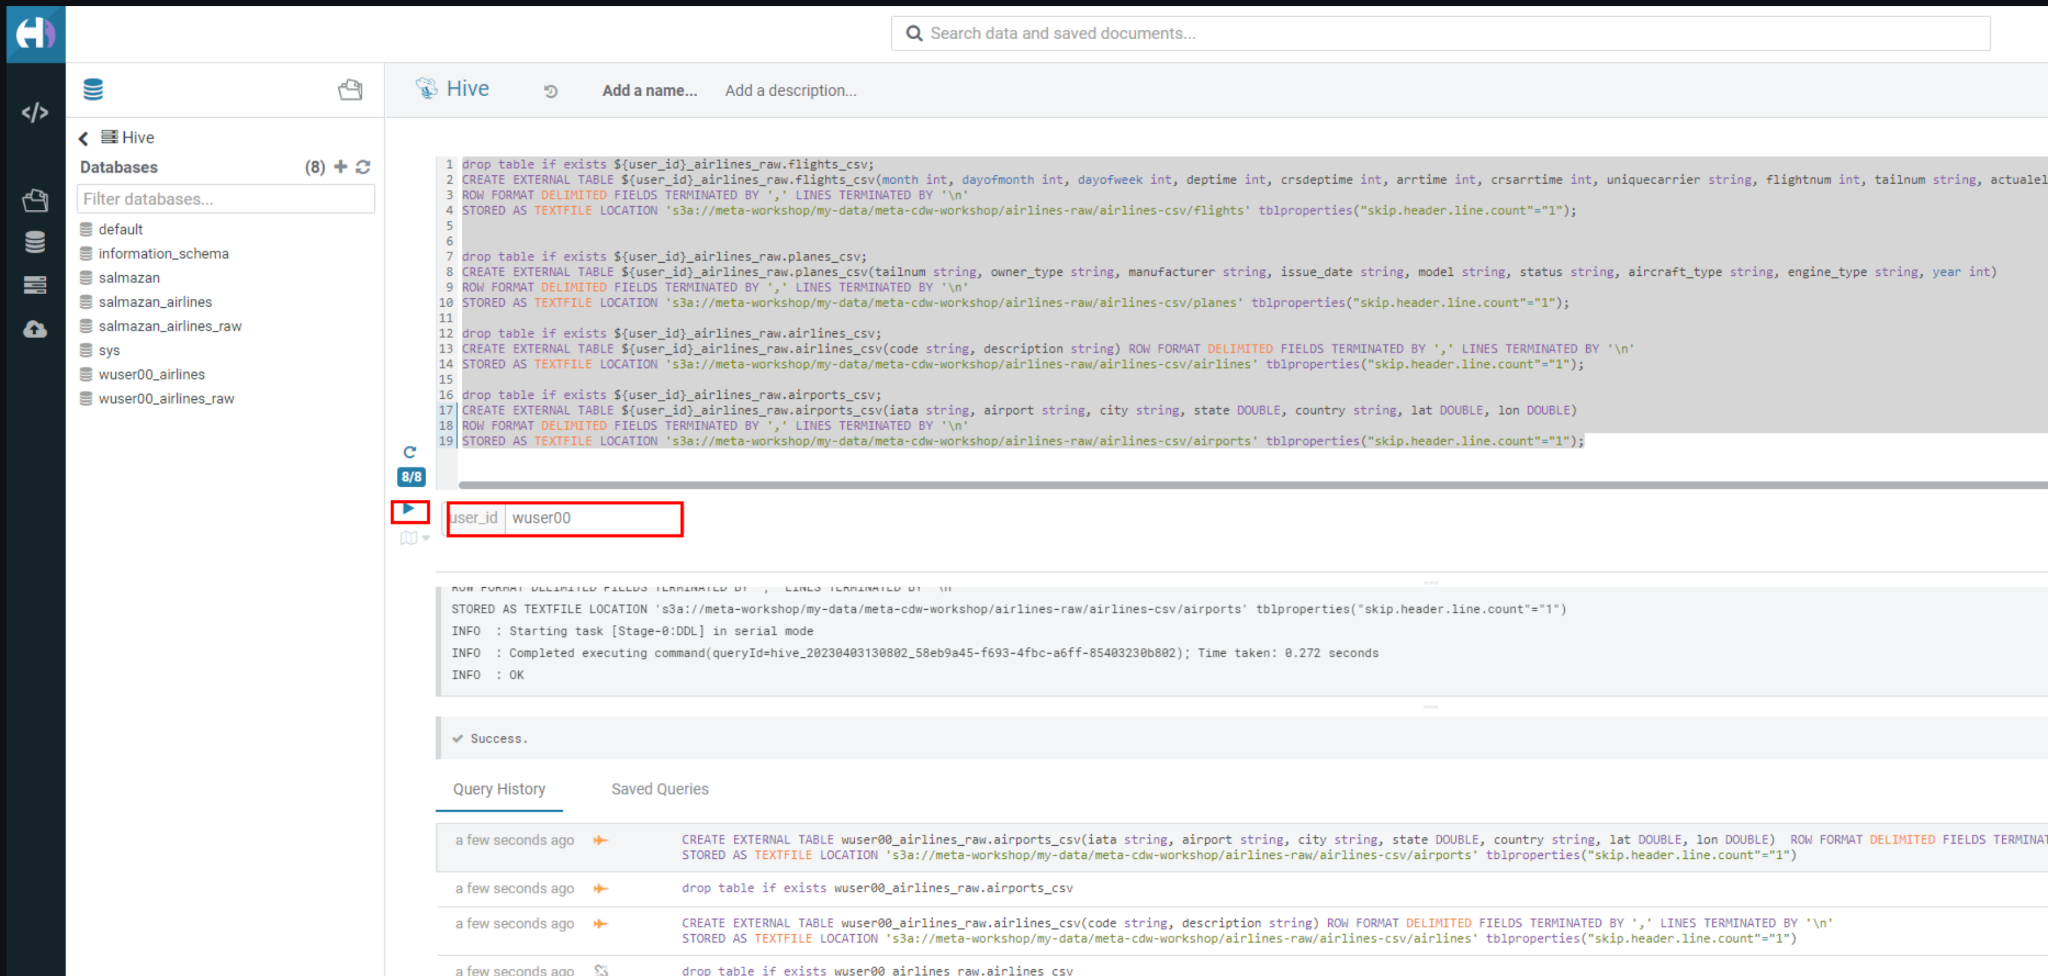 Search data and saved documents...
Hive
Add a name...
Add a description...
Hive
Databases
(8)
Filter databases...
default
information_schema
salmazan
salmazan_airlines
salmazan_airlines_raw
sys
wuser00_airlines
wuser00_airlines_raw
1 drop table if exists ${user_id}_airlines_raw.flights_csv;
2 CREATE EXTERNAL TABLE ${user_id}_airlines_raw.flights_csv(month int, dayofmonth int, dayofweek int, deptime int, crsdeptime int, arrtime int, crsarrtime int, uniquecarrier string, flightnum int, tailnum string, actualel
3 ROW FORMAT DELIMITED FIELDS TERMINATED BY ',' LINES TERMINATED BY '\n'
4 STORED AS TEXTFILE LOCATION 's3a://meta-workshop/my-data/meta-cdw-workshop/airlines-raw/airlines-csv/flights' tblproperties("skip.header.line.count"="1");
5
6
7 drop table if exists ${user_id}_airlines_raw.planes_csv;
8 CREATE EXTERNAL TABLE ${user_id}_airlines_raw.planes_csv(tailnum string, owner_type string, manufacturer string, issue_date string, model string, status string, aircraft_type string, engine_type string, year int)
9 ROW FORMAT DELIMITED FIELDS TERMINATED BY ',' LINES TERMINATED BY '\n'
10 STORED AS TEXTFILE LOCATION 's3a://meta-workshop/my-data/meta-cdw-workshop/airlines-raw/airlines-csv/planes' tblproperties("skip.header.line.count"="1");
11
12 drop table if exists ${user_id}_airlines_raw.airlines_csv;
13 CREATE EXTERNAL TABLE ${user_id}_airlines_raw.airlines_csv(code string, description string) ROW FORMAT DELIMITED FIELDS TERMINATED BY ',' LINES TERMINATED BY '\n'
14 STORED AS TEXTFILE LOCATION 's3a://meta-workshop/my-data/meta-cdw-workshop/airlines-raw/airlines-csv/airlines' tblproperties("skip.header.line.count"="1");
15
16 drop table if exists ${user_id}_airlines_raw.airports_csv;
17 CREATE EXTERNAL TABLE ${user_id}_airlines_raw.airports_csv(iata string, airport string, city string, state DOUBLE, country string, lat DOUBLE, lon DOUBLE)
18 ROW FORMAT DELIMITED FIELDS TERMINATED BY ',' LINES TERMINATED BY '\n'
19 STORED AS TEXTFILE LOCATION 's3a://meta-workshop/my-data/meta-cdw-workshop/airlines-raw/airlines-csv/airports' tblproperties("skip.header.line.count"="1");
8/8
user_id wuser00
ROW FORMAT DELIMITED FIELDS TERMINATED BY ',' LINES TERMINATED BY '\n'
STORED AS TEXTFILE LOCATION 's3a://meta-workshop/my-data/meta-cdw-workshop/airlines-raw/airlines-csv/airports' tblproperties("skip.header.line.count"="1")
INFO : Starting task [Stage-0:DDL] in serial mode
INFO : Completed executing command(queryId=hive_20230403130802_58eb9a45-f693-4fbc-a6ff-85403230b802); Time taken: 0.272 seconds
INFO : OK
Success.
Query History
Saved Queries
a few seconds ago CREATE EXTERNAL TABLE wuser00_airlines_raw.airports_csv(iata string, airport string, city string, state DOUBLE, country string, lat DOUBLE, lon DOUBLE) ROW FORMAT DELIMITED FIELDS TERMINA
STORED AS TEXTFILE LOCATION 's3a://meta-workshop/my-data/meta-cdw-workshop/airlines-raw/airlines-csv/airports' tblproperties("skip.header.line.count"="1")
a few seconds ago drop table if exists wuser00_airlines_raw.airports_csv
a few seconds ago CREATE EXTERNAL TABLE wuser00_airlines_raw.airlines_csv(code string, description string) ROW FORMAT DELIMITED FIELDS TERMINATED BY ',' LINES TERMINATED BY '\n'
STORED AS TEXTFILE LOCATION 's3a://meta-workshop/my-data/meta-cdw-workshop/airlines-raw/airlines-csv/airlines' tblproperties("skip.header.line.count"="1")
a few seconds ago drop table if exists wuser00_airlines_raw.airlines_csv